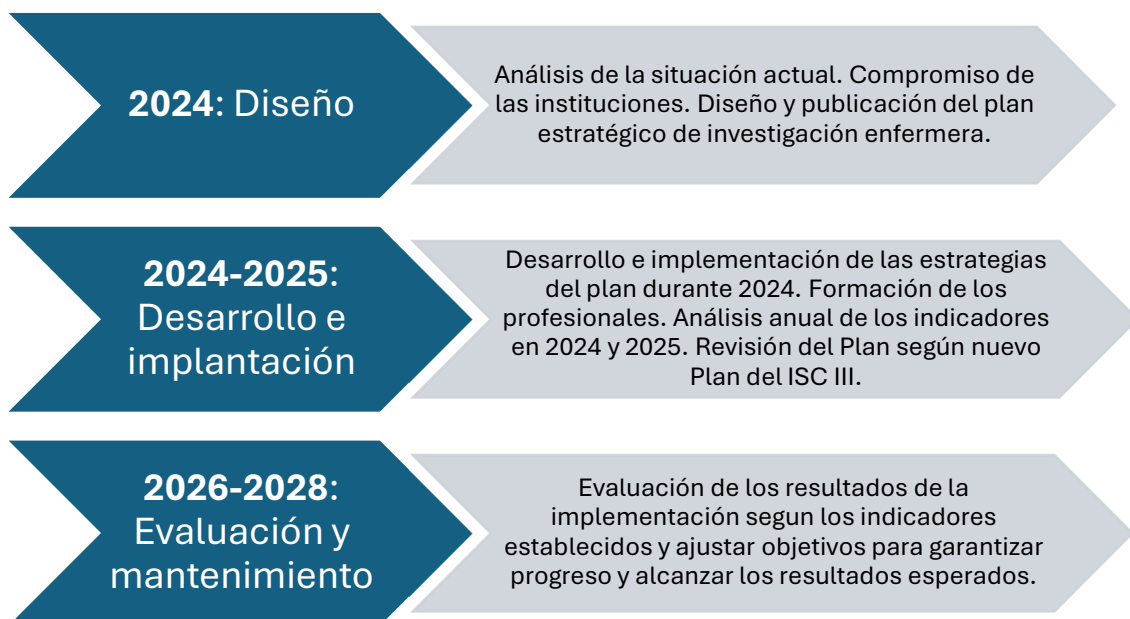 2024: Diseño
Análisis de la situación actual. Compromiso de
las instituciones. Diseño y publicación del plan
estratégico de investigación enfermera.
2024-2025:
Desarrollo e
implantación
Desarrollo e implementación de las estrategias
del plan durante 2024. Formación de los
profesionales. Análisis anual de los indicadores
en 2024 y 2025. Revisión del Plan según nuevo
Plan del ISC III.
2026-2028:
Evaluación y
mantenimiento
Evaluación de los resultados de la
implementación segun los indicadores
establecidos y ajustar objetivos para garantizar
progreso y alcanzar los resultados esperados.